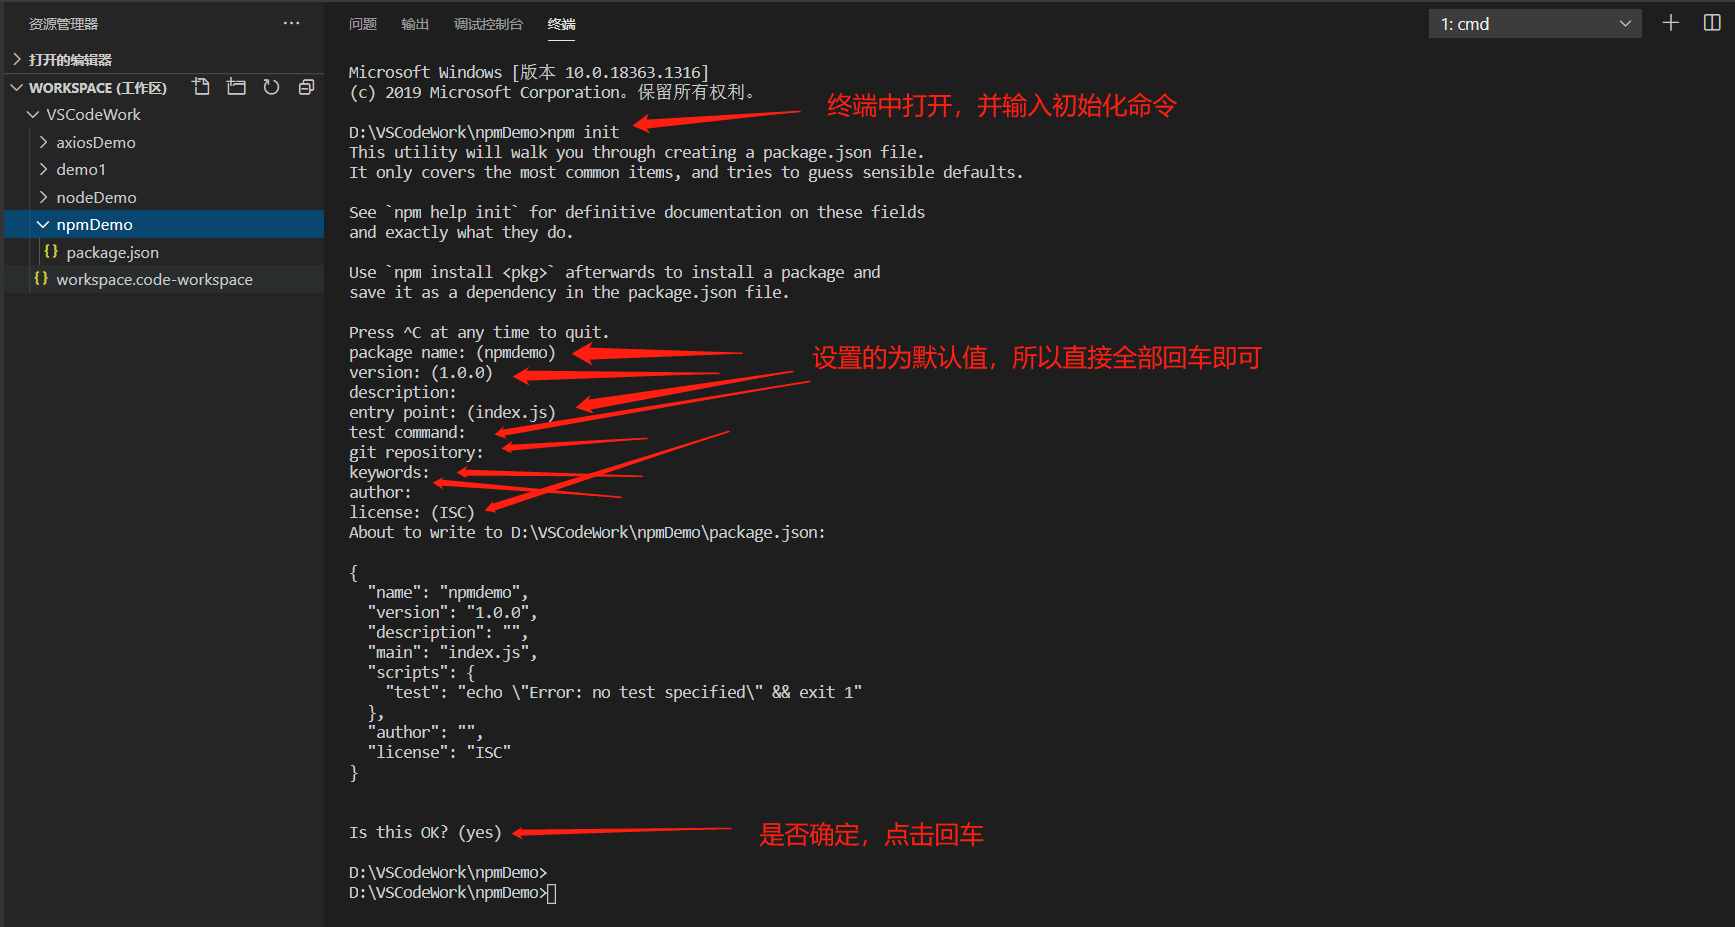 资源管理器
打开的编辑器
WORKSPACE (工作区)
VSCodeWork
axiosDemo
demo1
nodeDemo
npmDemo
package.json
workspace.code-workspace
问题 输出 调试控制台 终端
1: cmd
Microsoft Windows [版本 10.0.18363.1316]
(c) 2019 Microsoft Corporation。保留所有权利。
终端中打开，并输入初始化命令
D:\VSCodeWork\npmDemo>npm init
This utility will walk you through creating a package.json file.
It only covers the most common items, and tries to guess sensible defaults.
See `npm help init` for definitive documentation on these fields
and exactly what they do.
Use `npm install <pkg>` afterwards to install a package and
save it as a dependency in the package.json file.
Press ^C at any time to quit.
package name: (npmdemo)
设置的为默认值，所以直接全部回车即可
version: (1.0.0)
description:
entry point: (index.js)
test command:
git repository:
keywords:
author:
license: (ISC)
About to write to D:\VSCodeWork\npmDemo\package.json:
{
"name": "npmdemo",
"version": "1.0.0",
"description": "",
"main": "index.js",
"scripts": {
"test": "echo \"Error: no test specified\" && exit 1"
},
"author": "",
"license": "ISC"
}
Is this OK? (yes)
是否确定，点击回车
D:\VSCodeWork\npmDemo>
D:\VSCodeWork\npmDemo>